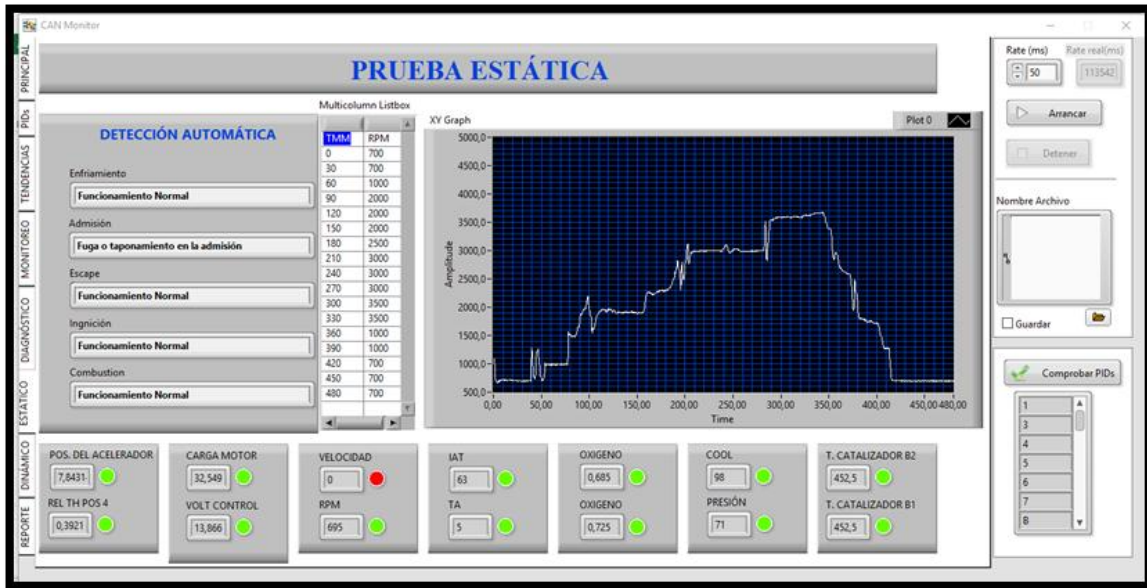 CAN Monitor
PRINCIPAL
PIDs
TENDENCIAS
MONITOREO
DIAGNÓSTICO
ESTÁTICO
DINÁMICO
REPORTE
PRUEBA ESTÁTICA
DETECCIÓN AUTOMÁTICA
Enfriamiento
Funcionamiento Normal
Admisión
Fuga o taponamiento en la admisión
Escape
Funcionamiento Normal
Ingnición
Funcionamiento Normal
Combustion
Funcionamiento Normal
Multicolumn Listbox
TMM RPM
0 700
30 700
60 1000
90 2000
120 2000
150 2000
180 2500
210 3000
240 3000
270 3000
300 3500
330 3500
360 1000
390 1000
420 700
450 700
480 700
XY Graph
Plot 0
Amplitude
5000,0
4500,0
4000,0
3500,0
3000,0
2500,0
2000,0
1500,0
1000,0
500,0
0,00 50,00 100,00 150,00 200,00 250,00 300,00 350,00 400,00 450,00 480,00
Time
POS. DEL ACELERADOR
7,8431
REL TH POS 4
0,3921
CARGA MOTOR
32,549
VOLT CONTROL
13,866
VELOCIDAD
0
RPM
695
IAT
63
TA
5
OXIGENO
0,685
OXIGENO
0,725
COOL
98
PRESIÓN
71
T. CATALIZADOR B2
452,5
T. CATALIZADOR B1
452,5
Rate (ms) Rate real(ms)
50 113542
Arrancar
Detener
Nombre Archivo
Guardar
Comprobar PIDs
1
3
4
5
6
7
8